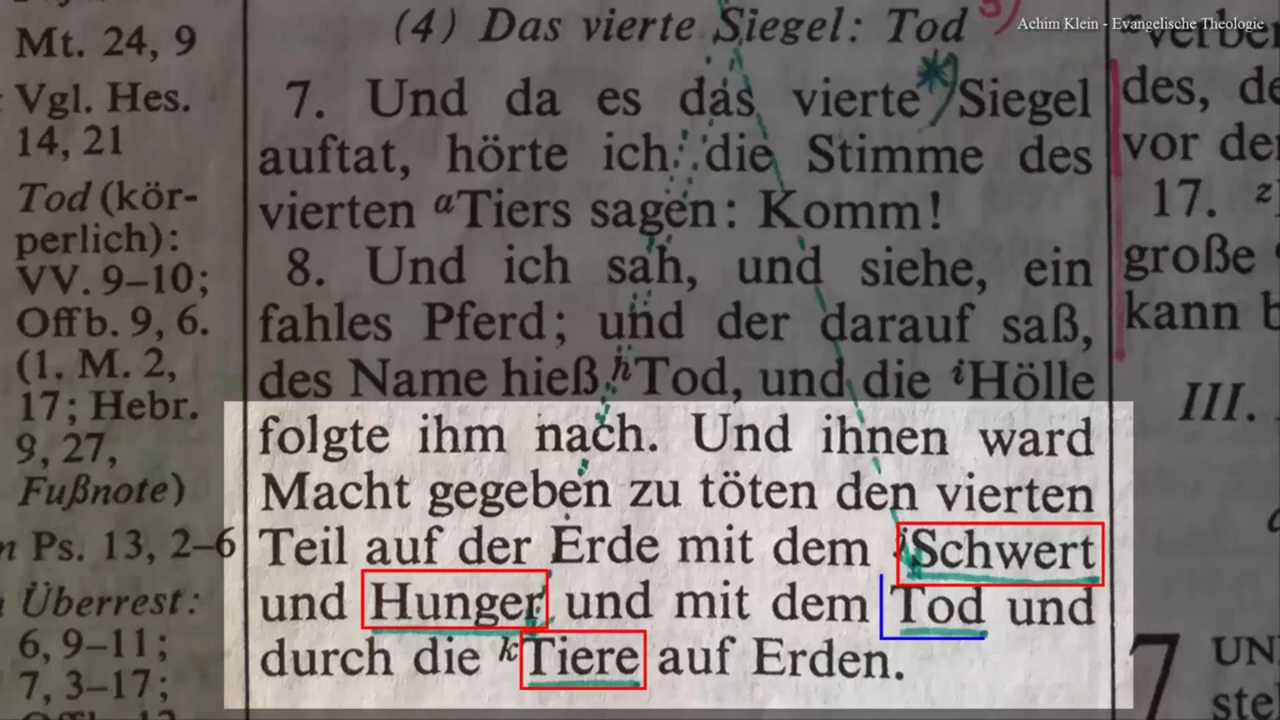 Achim Klein - Evangelische Theologie
Mt. 24, 9
Vgl. Hes.
14, 21
Tod (kör-
perlich):
VV. 9–10;
Offb. 9, 6.
(1. M. 2,
17; Hebr.
9, 27,
Fußnote)
Ps. 13, 2–6
Überrest:
6, 9–11;
7, 3–17;
(4) Das vierte Siegel: Tod
7. Und da es das vierte *) Siegel
auftat, hörte ich die Stimme des
vierten aTiers sagen: Komm!
8. Und ich sah, und siehe, ein
fahles Pferd; und der darauf saß,
des Name hieß hTod, und die iHölle
folgte ihm nach. Und ihnen ward
Macht gegeben zu töten den vierten
Teil auf der Erde mit dem jSchwert
und Hunger und mit dem Tod und
durch die kTiere auf Erden.
des,
vor
17. z
große
kann
III.
7